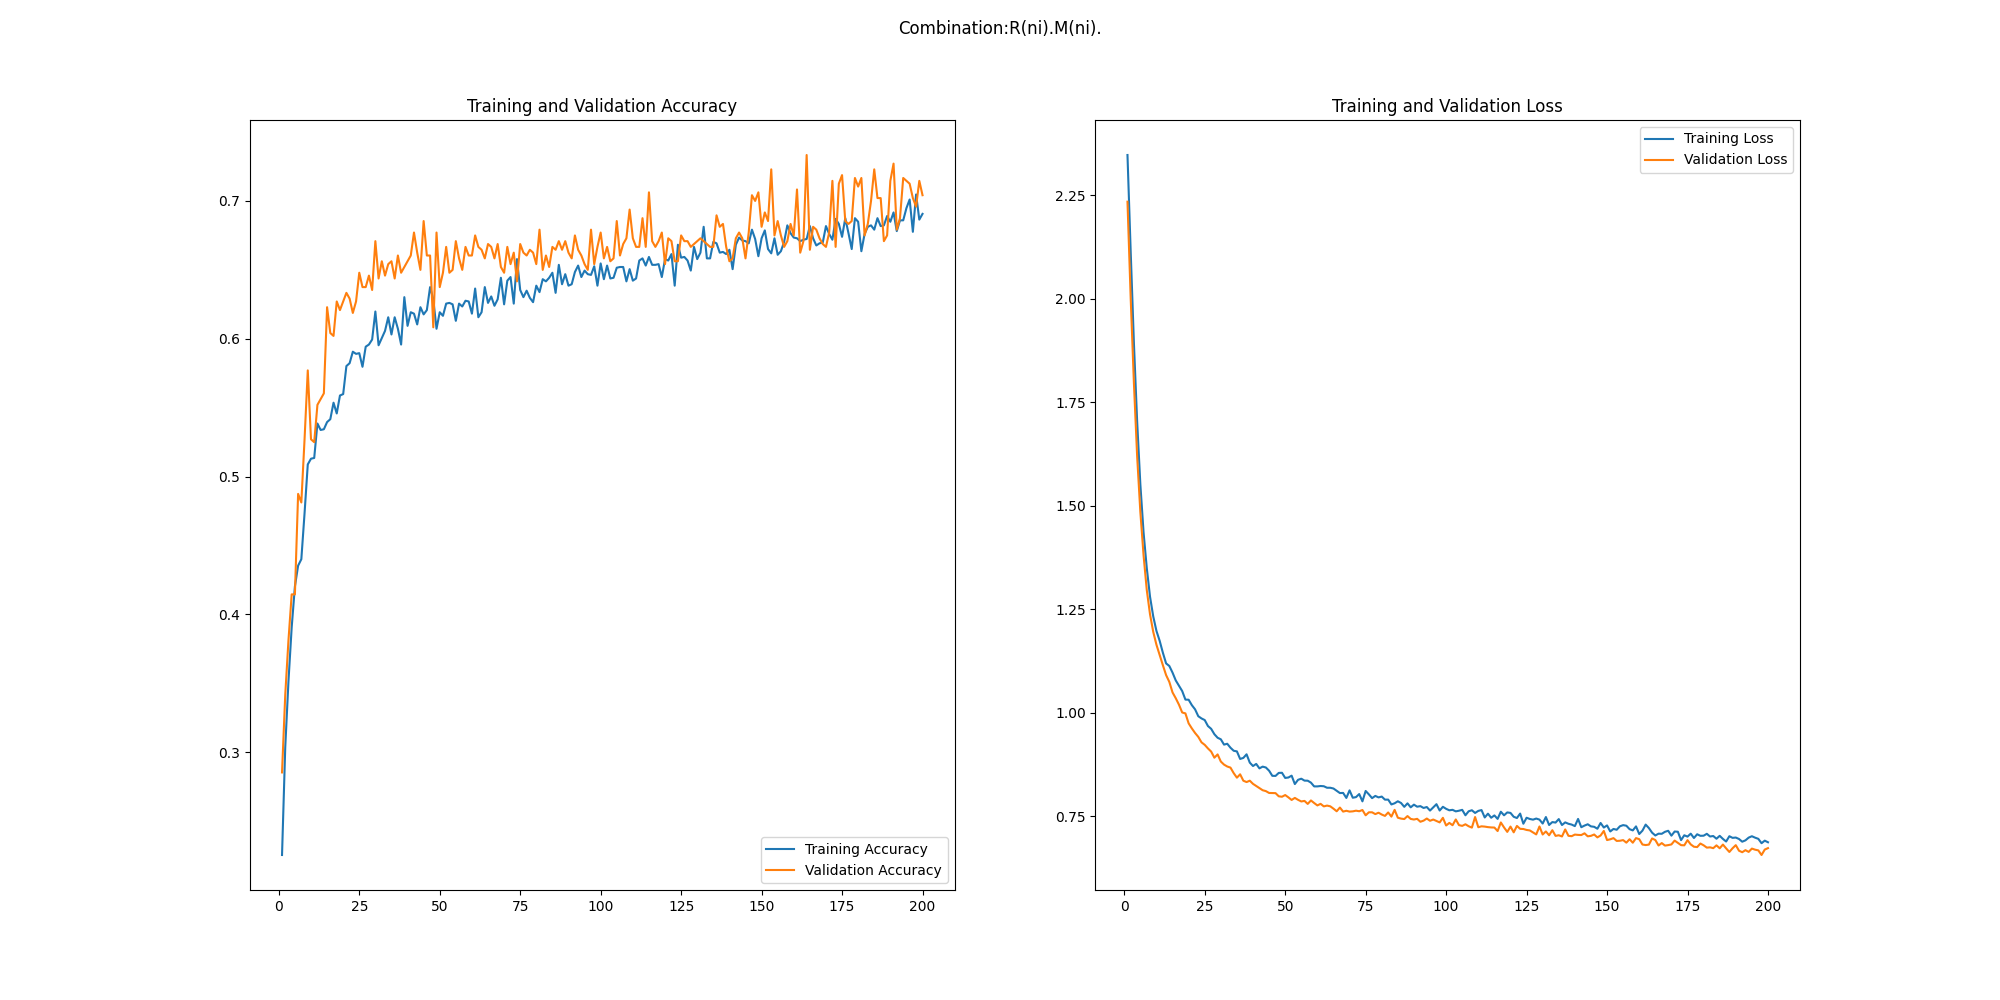 Combination:R(ni).M(ni).
Training and Validation Accuracy
0.7
0.6
0.5
0.4
0.3
0 25 50 75 100 125 150 175 200
Training Accuracy
Validation Accuracy
Training and Validation Loss
2.25
2.00
1.75
1.50
1.25
1.00
0.75
0 25 50 75 100 125 150 175 200
Training Loss
Validation Loss